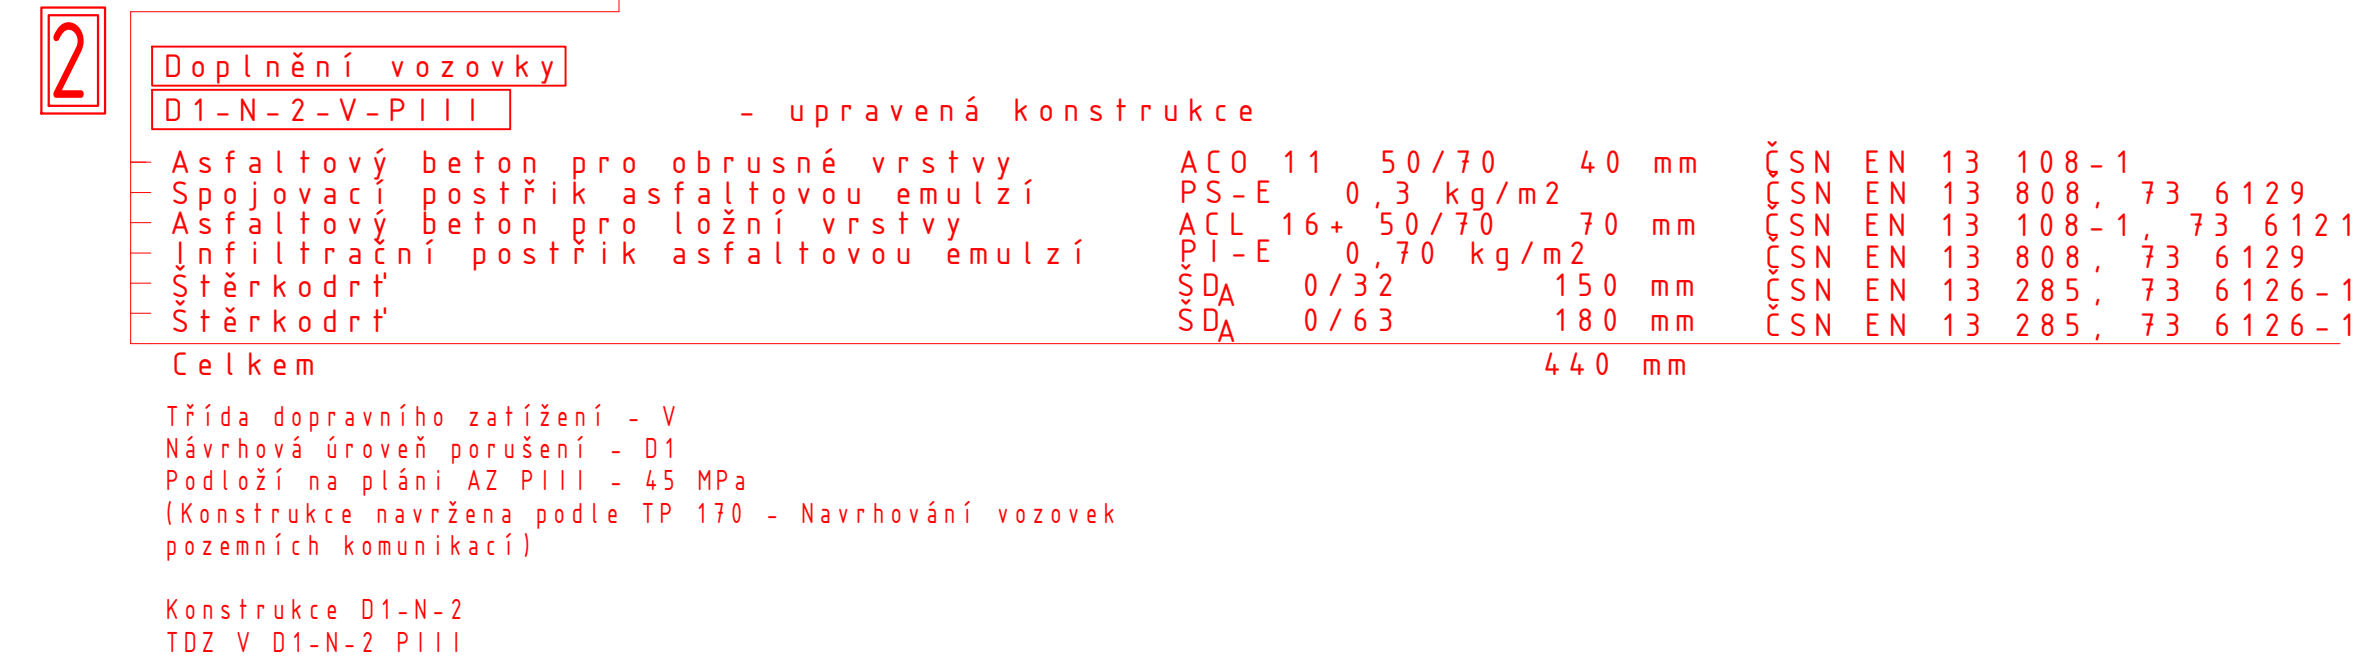 2
Doplnění vozovky
D1-N-2-V-PIII - upravená konstrukce
Asfaltový beton pro obrusné vrstvy ACO 11 50/70 40 mm ČSN EN 13 108-1
Spojovací postřik asfaltovou emulzí PS-E 0,3 kg/m2 ČSN EN 13 808, 73 6129
Asfaltový beton pro ložní vrstvy ACL 16+ 50/70 70 mm ČSN EN 13 108-1, 73 6121
Infiltrační postřik asfaltovou emulzí PI-E 0,70 kg/m2 ČSN EN 13 808, 73 6129
Štěrkodrť ŠDA 0/32 150 mm ČSN EN 13 285, 73 6126-1
Štěrkodrť ŠDA 0/63 180 mm ČSN EN 13 285, 73 6126-1
Celkem 440 mm
Třída dopravního zatížení - V
Návrhová úroveň porušení - D1
Podloží na pláni AZ PIII - 45 MPa
(Konstrukce navržena podle TP 170 - Navrhování vozovek
pozemních komunikací)
Konstrukce D1-N-2
TDZ V D1-N-2 PIII